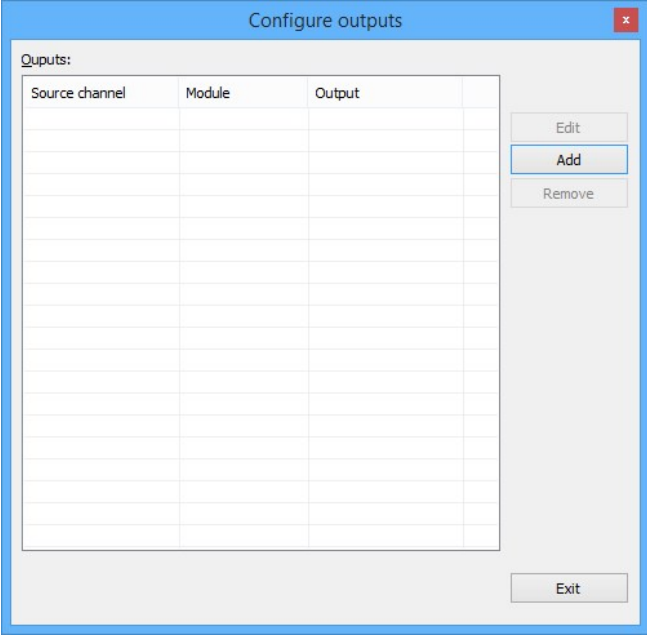 Configure outputs
x
Ouputs:
Source channel Module Output
Edit
Add
Remove
Exit